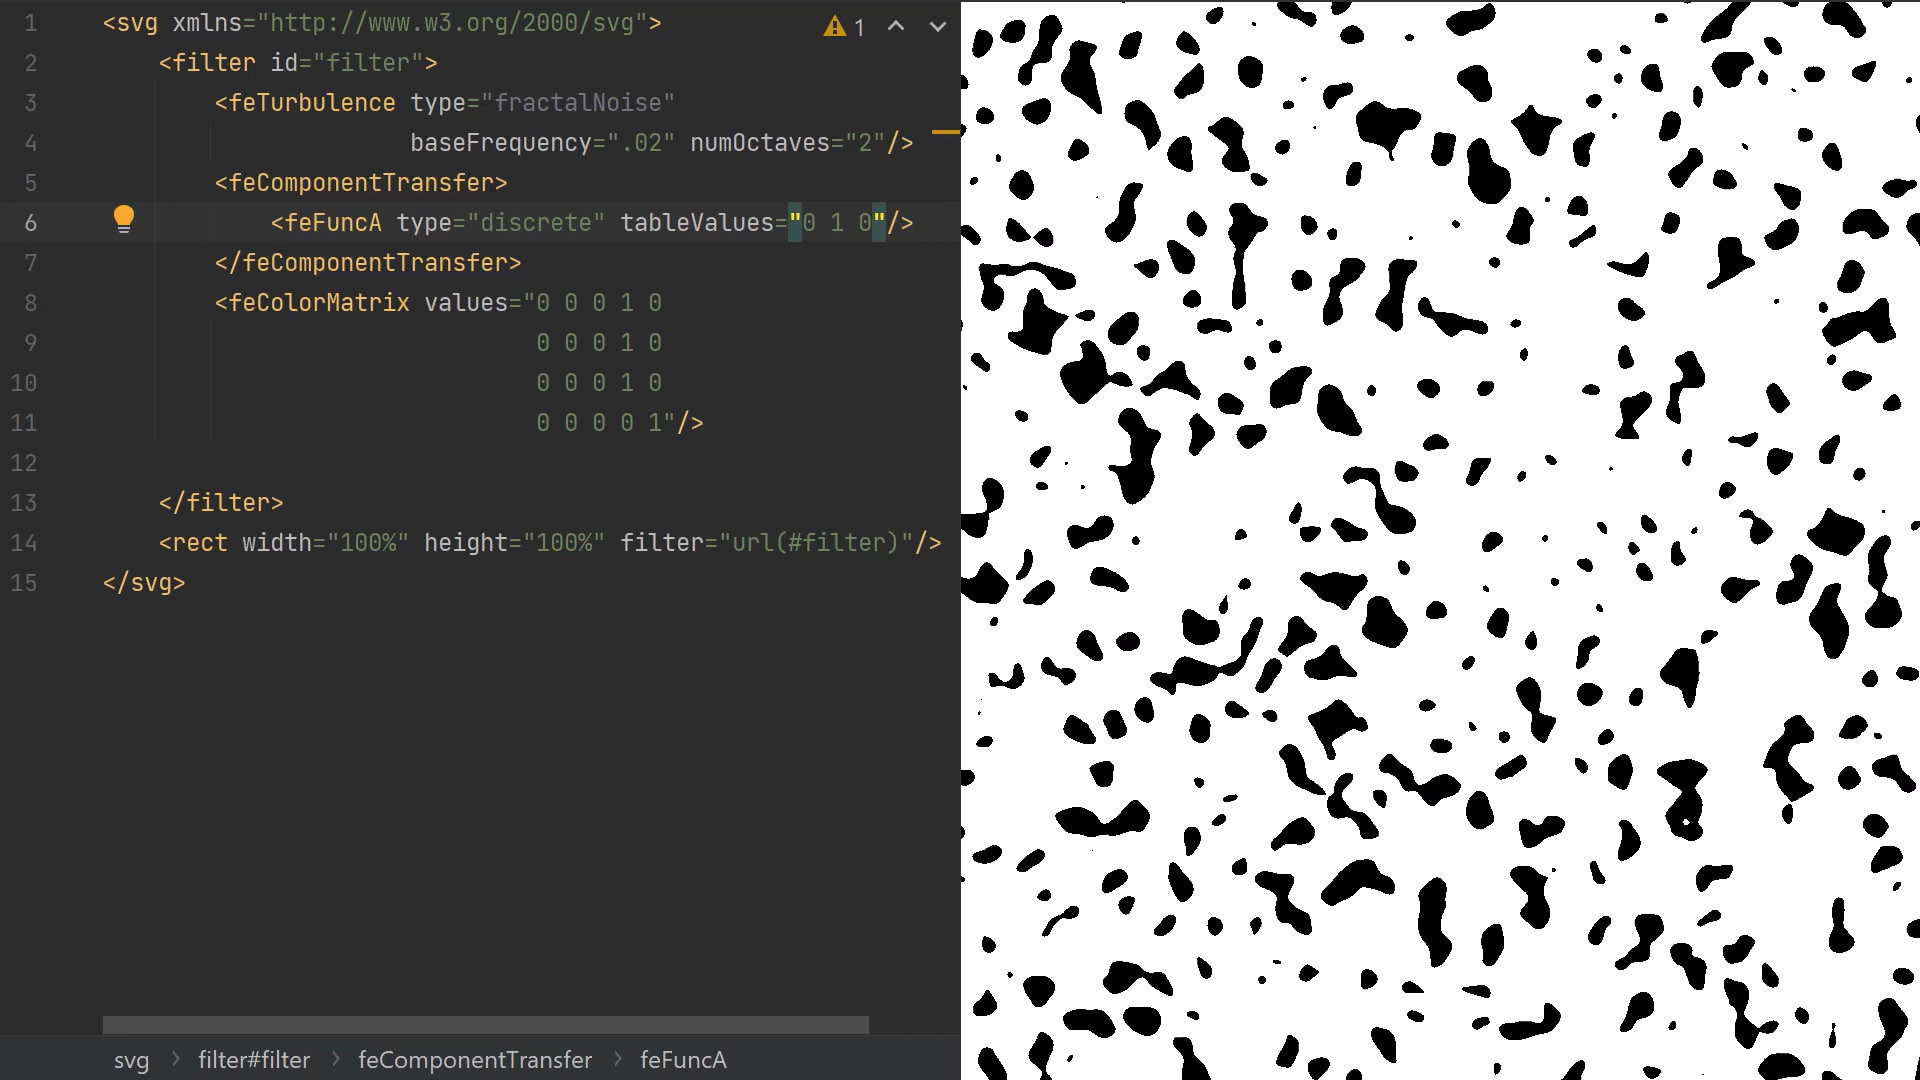 1 <svg xmlns="http://www.w3.org/2000/svg"> 1
2 <filter id="filter">
3 <feTurbulence type="fractalNoise"
4 baseFrequency=".02" numOctaves="2"/>
5 <feComponentTransfer>
6 <feFuncA type="discrete" tableValues="0 1 0"/>
7 </feComponentTransfer>
8 <feColorMatrix values="0 0 0 1 0
9 0 0 0 1 0
10 0 0 0 1 0
11 0 0 0 0 1"/>
12
13 </filter>
14 <rect width="100%" height="100%" filter="url(#filter)"/>
15 </svg>
svg > filter#filter > feComponentTransfer > feFuncA